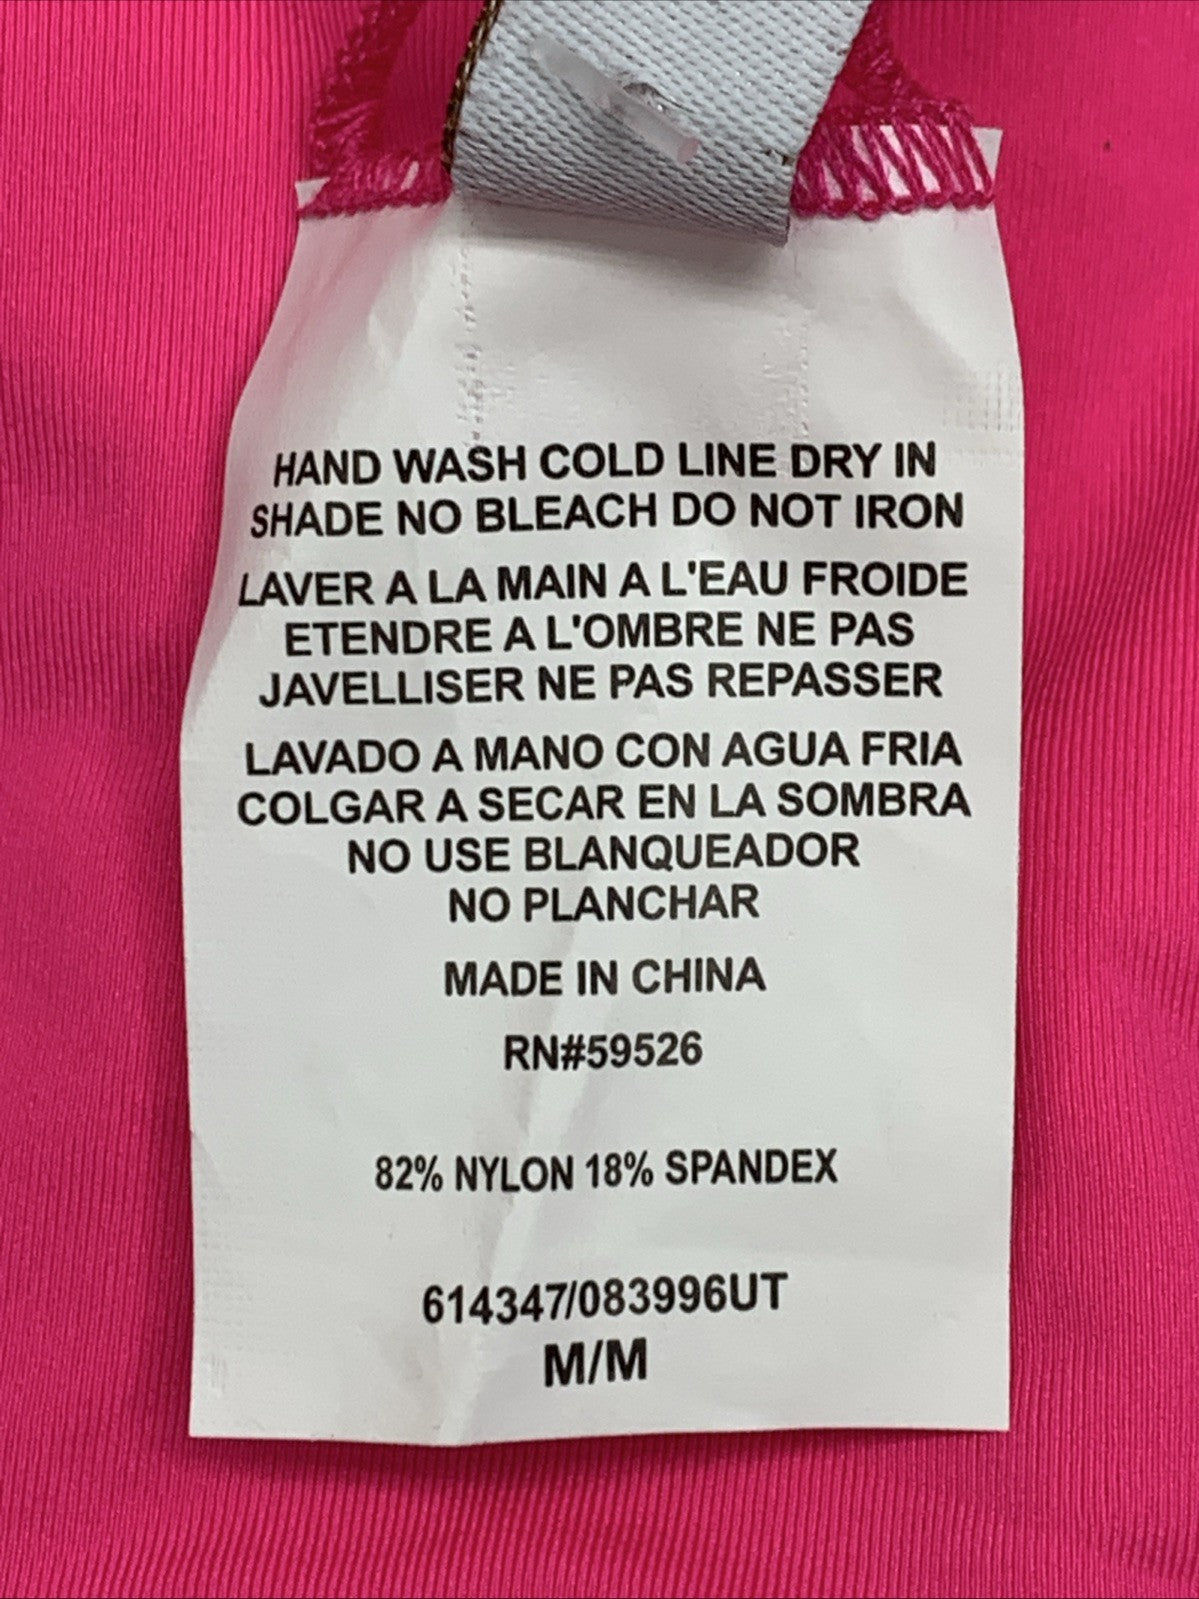 HAND WASH COLD LINE DRY IN
SHADE NO BLEACH DO NOT IRON
LAVER A LA MAIN A L'EAU FROIDE
ETENDRE A L'OMBRE NE PAS
JAVELLISER NE PAS REPASSER
LAVADO A MANO CON AGUA FRIA
COLGAR A SECAR EN LA SOMBRA
NO USE BLANQUEADOR
NO PLANCHAR
MADE IN CHINA
RN#59526
82% NYLON 18% SPANDEX
614347/083996UT
M/M